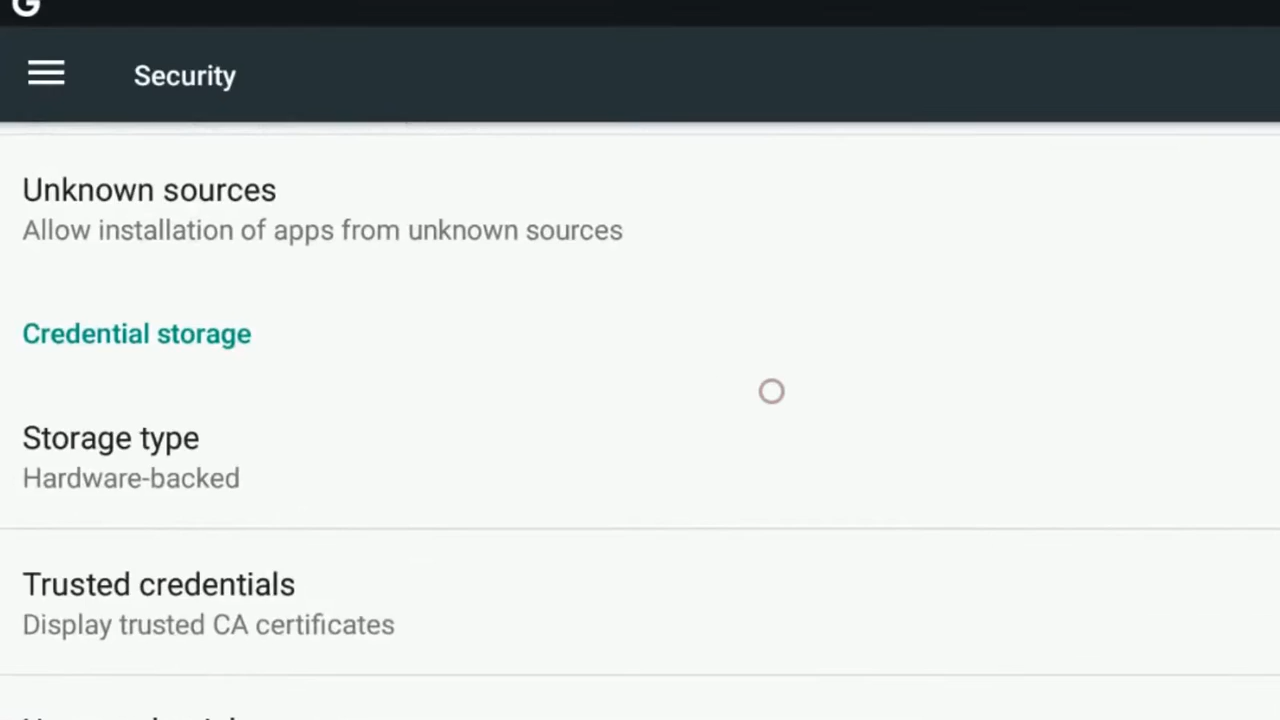 G
Security
Unknown sources
Allow installation of apps from unknown sources
Credential storage
Storage type
Hardware-backed
Trusted credentials
Display trusted CA certificates